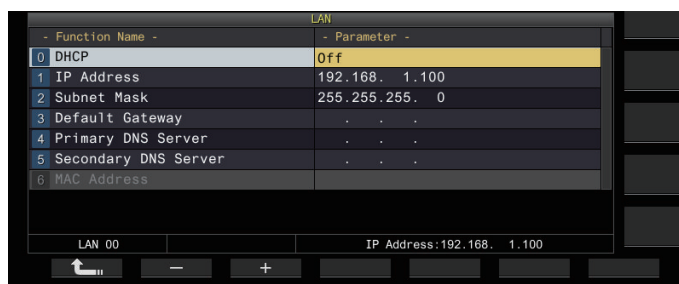 LAN
- Function Name - - Parameter -
0 DHCP Off
1 IP Address 192.168. 1.100
2 Subnet Mask 255.255.255. 0
3 Default Gateway . . .
4 Primary DNS Server . . .
5 Secondary DNS Server . . .
6 MAC Address
LAN 00 IP Address:192.168. 1.100
− +